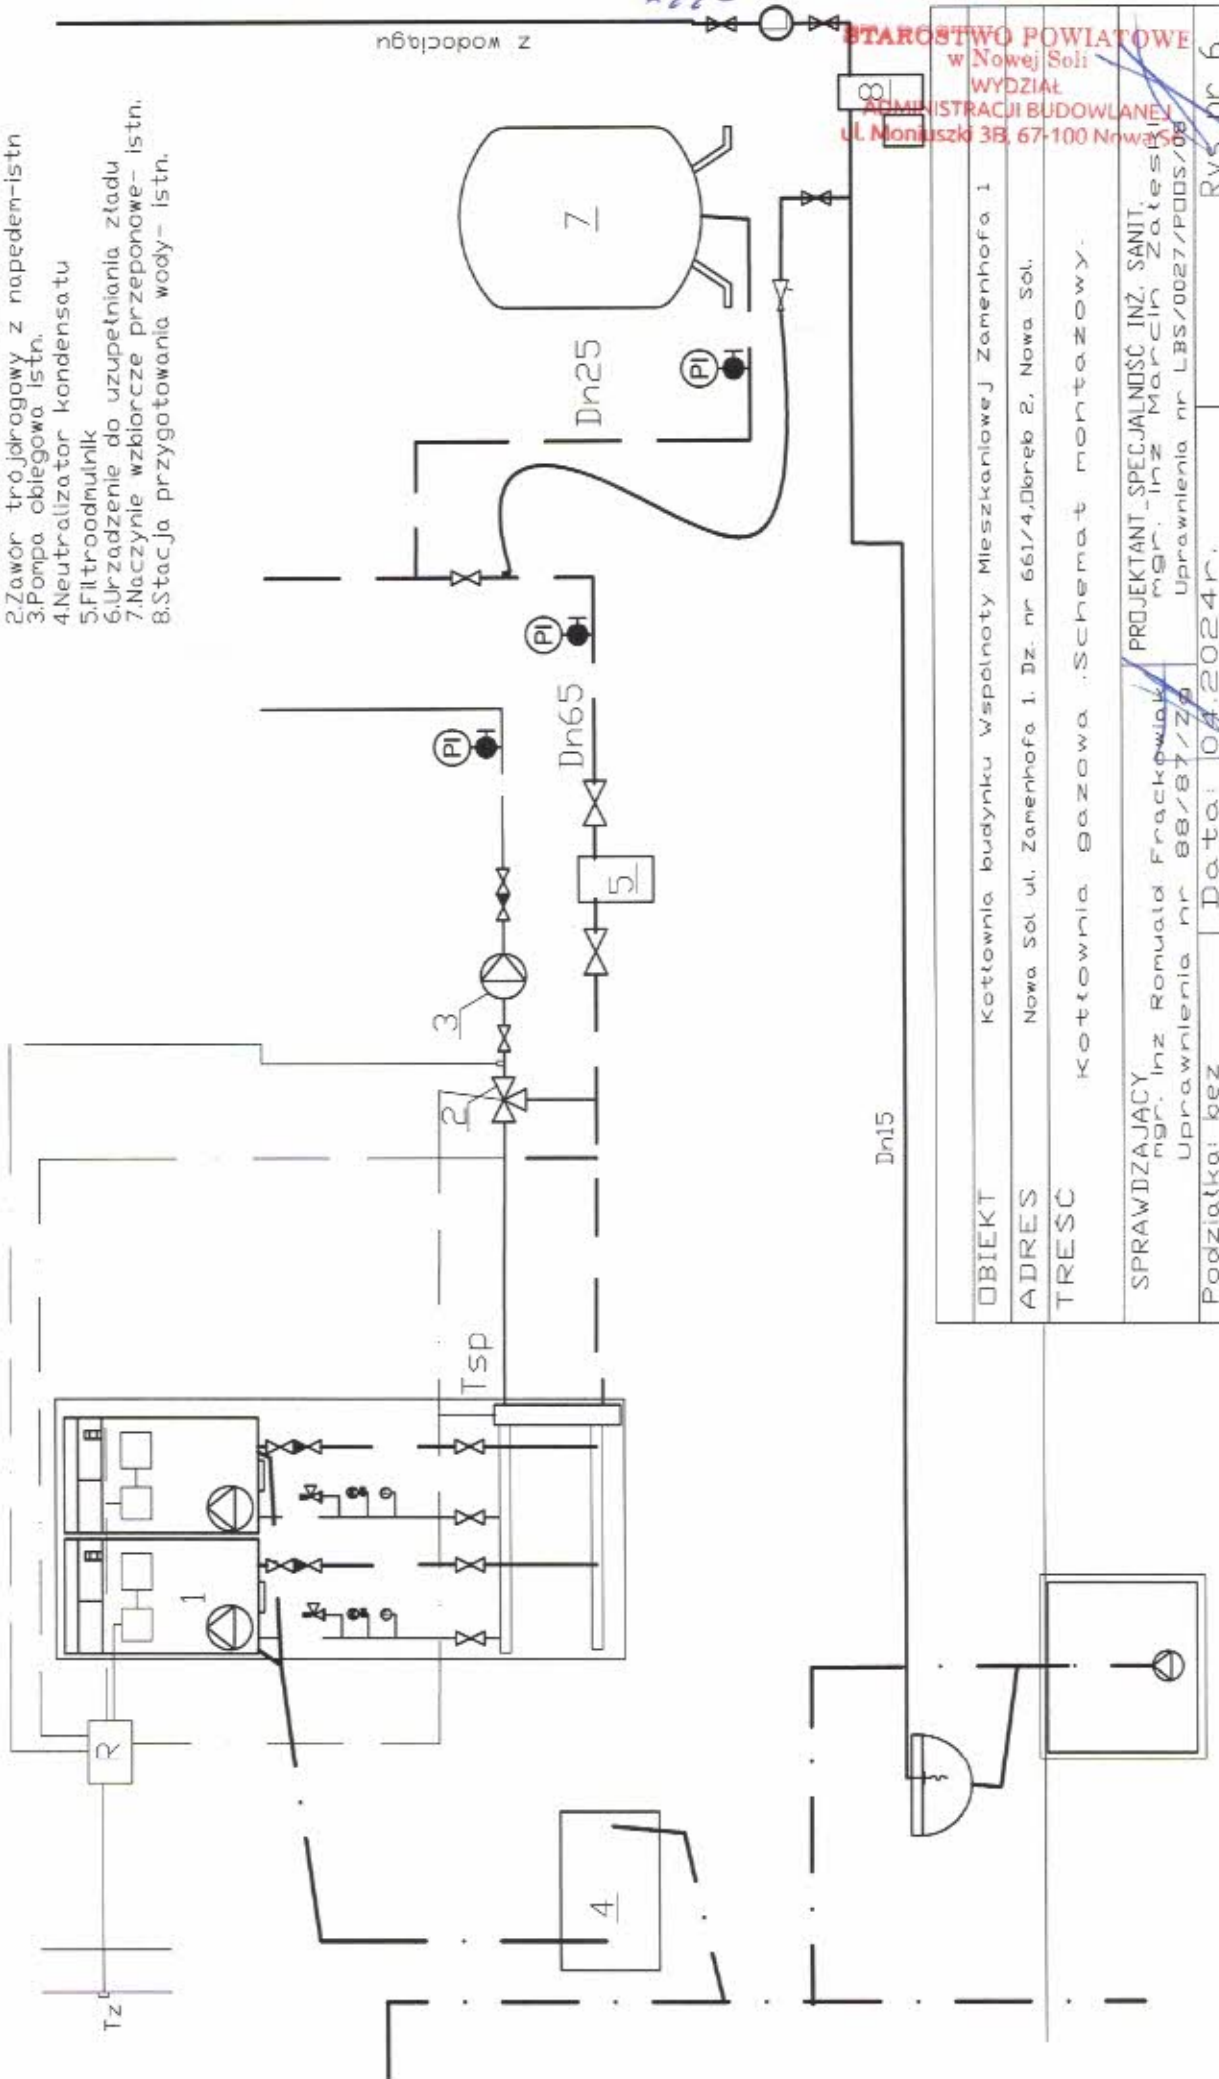 2.Zawór trójdrogowy z napędem-istn
3.Pompa obiegowa istn.
4.Neutralizator kondensatu
5.Filtroodmulnik
6.Urządzenie do uzupełniania zładu
7.Naczynie wzbiorcze przeponowe- istn.
8.Stacja przygotowania wody- istn.
z wodociągu
STAROSTWO POWIATOWE
w Nowej Soli
WYDZIAŁ
ADMINISTRACJI BUDOWLANEJ
ul. Moniuszki 3B, 67-100 Nowa Sól
8
7
Dn25
PI
PI
Dn65
PI
5
3
2
Tsp
1
R
Tz
4
Dn15
OBIEKT Kotłownia budynku Wspólnoty Mieszkaniowej Zamenhofa 1
ADRES Nowa Sól ul. Zamenhofa 1. Dz. nr 661/4,Obręb 2, Nowa Sól.
TREŚĆ Kotłownia gazowa .Schemat montażowy.
SPRAWDZAJĄCY
mgr. inż Romuald Frąckowiak
Uprawnienia nr 88/87/ZG
PROJEKTANT_SPECJALNOŚĆ INŻ. SANIT.
mgr. inż Marcin Zaleski
Uprawnienia nr LBS/0027/POOS/08
Podziałka: bez
Data: 04.2024r.
Rys nr 6